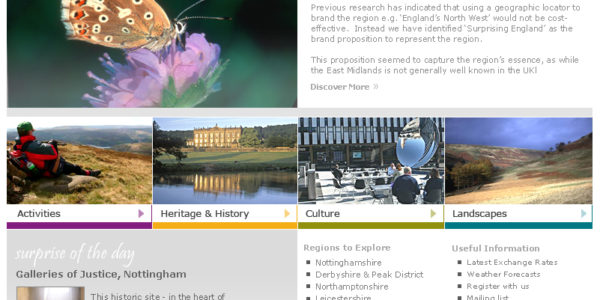 Previous research has indicated that using a geographic locator to
brand the region e.g. ‘England’s North West’ would not be cost-
effective.  Instead we have identified ‘Surprising England’ as the
brand proposition to represent the region.
This proposition seemed to capture the region’s essence, as while
the East Midlands is not generally well known in the UK!
Discover More »
Activities
Heritage & History
Culture
Landscapes
surprise of the day
Galleries of Justice, Nottingham
This historic site - in the heart of
Regions to Explore
Nottinghamshire
Derbyshire & Peak District
Northamptonshire
Leicestershire
Useful Information
Latest Exchange Rates
Weather Forecasts
Register with us
Mailing list